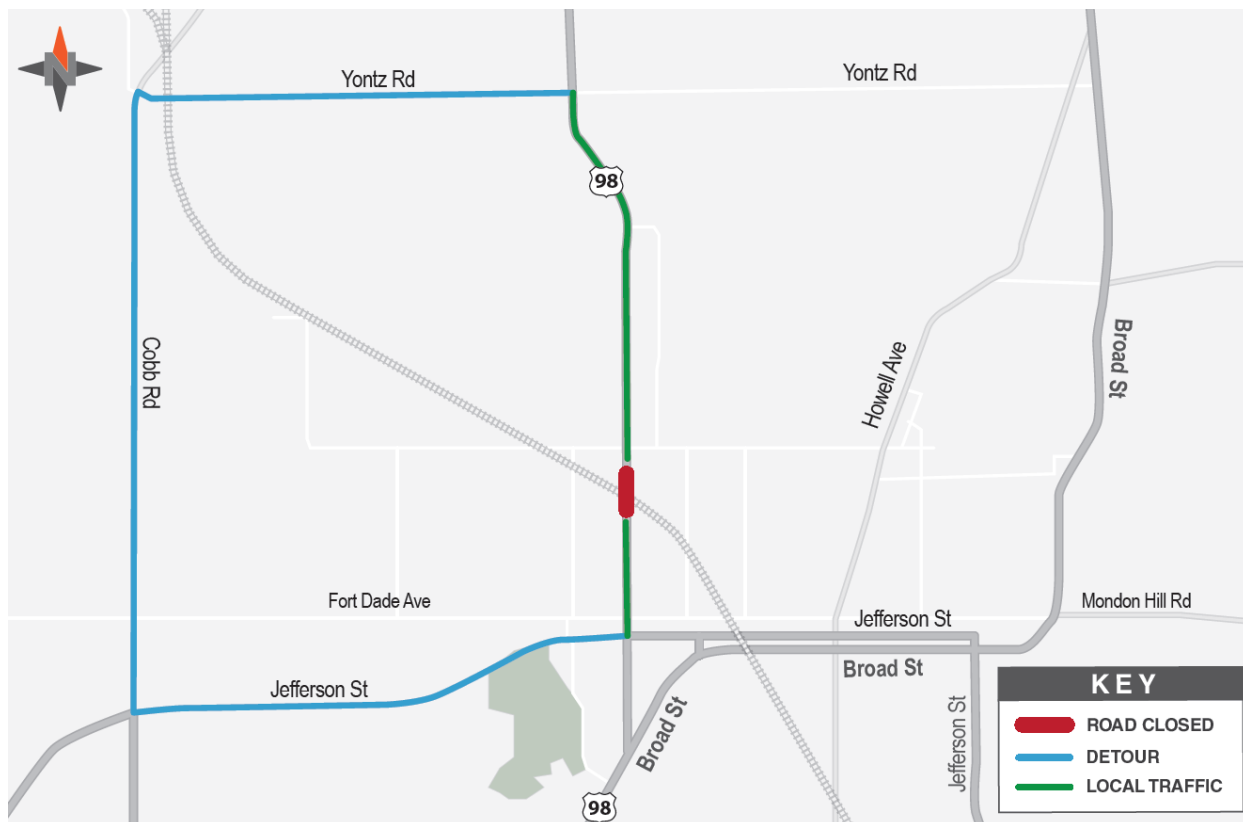 N
Yontz Rd
Yontz Rd
98
Cobb Rd
Broad St
Howell Ave
Fort Dade Ave
Mondon Hill Rd
Jefferson St
Broad St
Jefferson St
Broad St
Jefferson St
98
KEY
ROAD CLOSED
DETOUR
LOCAL TRAFFIC